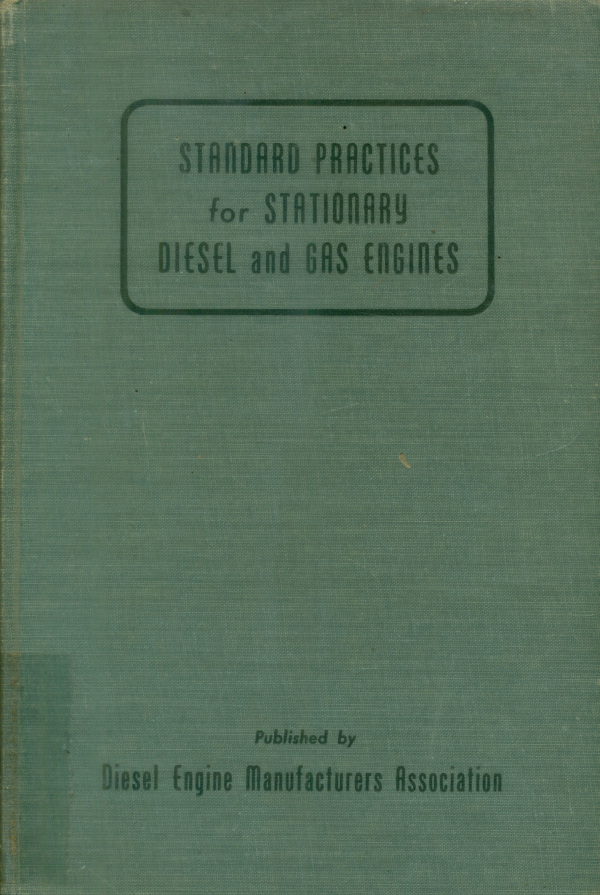 STANDARD PRACTICES
for STATIONARY
DIESEL and GAS ENGINES
Published by
Diesel Engine Manufacturers Association